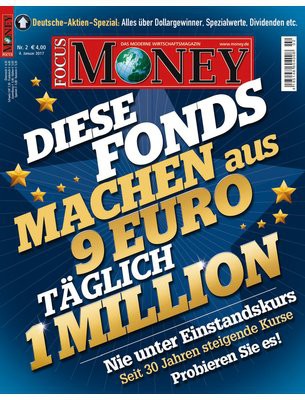 Deutsche-Aktien-Spezial: Alles über Dollargewinner, Spezialwerte, Dividenden etc.
Nr. 2 € 4,00
DAS MODERNE WIRTSCHAFTSMAGAZIN
www.money.de
FOCUS
MONEY
DIESE
FONDS
MACHEN aus
9 EURO
TÄGLICH
1 MILLION
Nie unter Einstandskurs
Seit 30 Jahren steigende Kurse
Probieren Sie es!